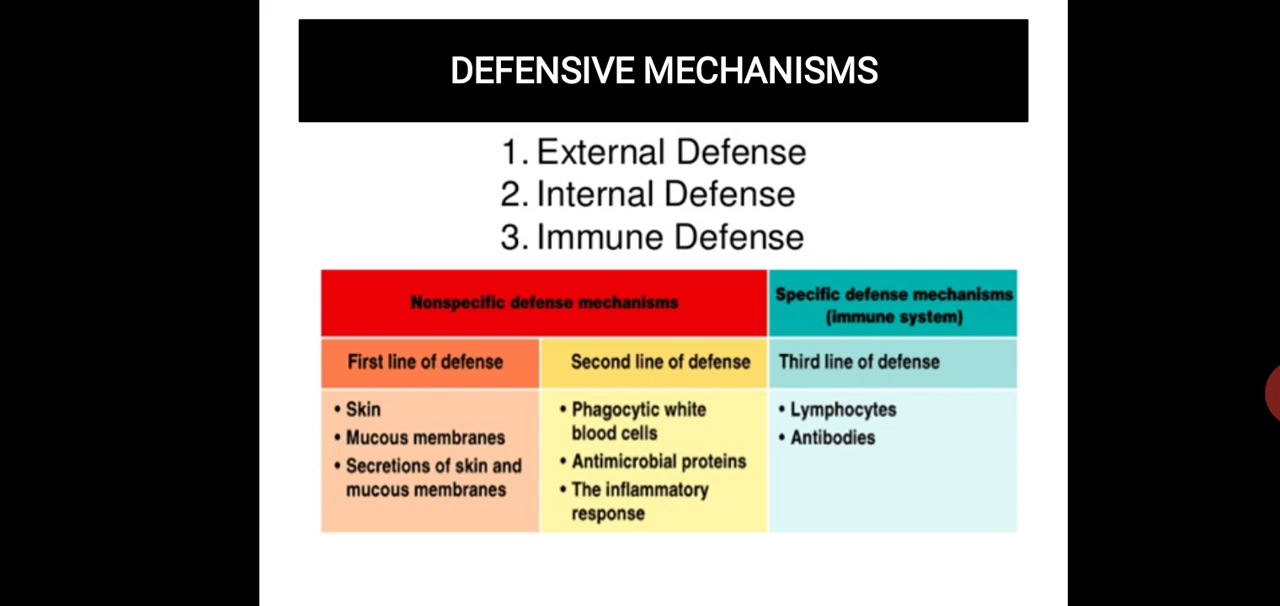 DEFENSIVE MECHANISMS
1. External Defense
2. Internal Defense
3. Immune Defense
Nonspecific defense mechanisms
Specific defense mechanisms
(immune system)
First line of defense
Second line of defense
Third line of defense
• Skin
• Mucous membranes
• Secretions of skin and
mucous membranes
• Phagocytic white
blood cells
• Antimicrobial proteins
• The inflammatory
response
• Lymphocytes
• Antibodies